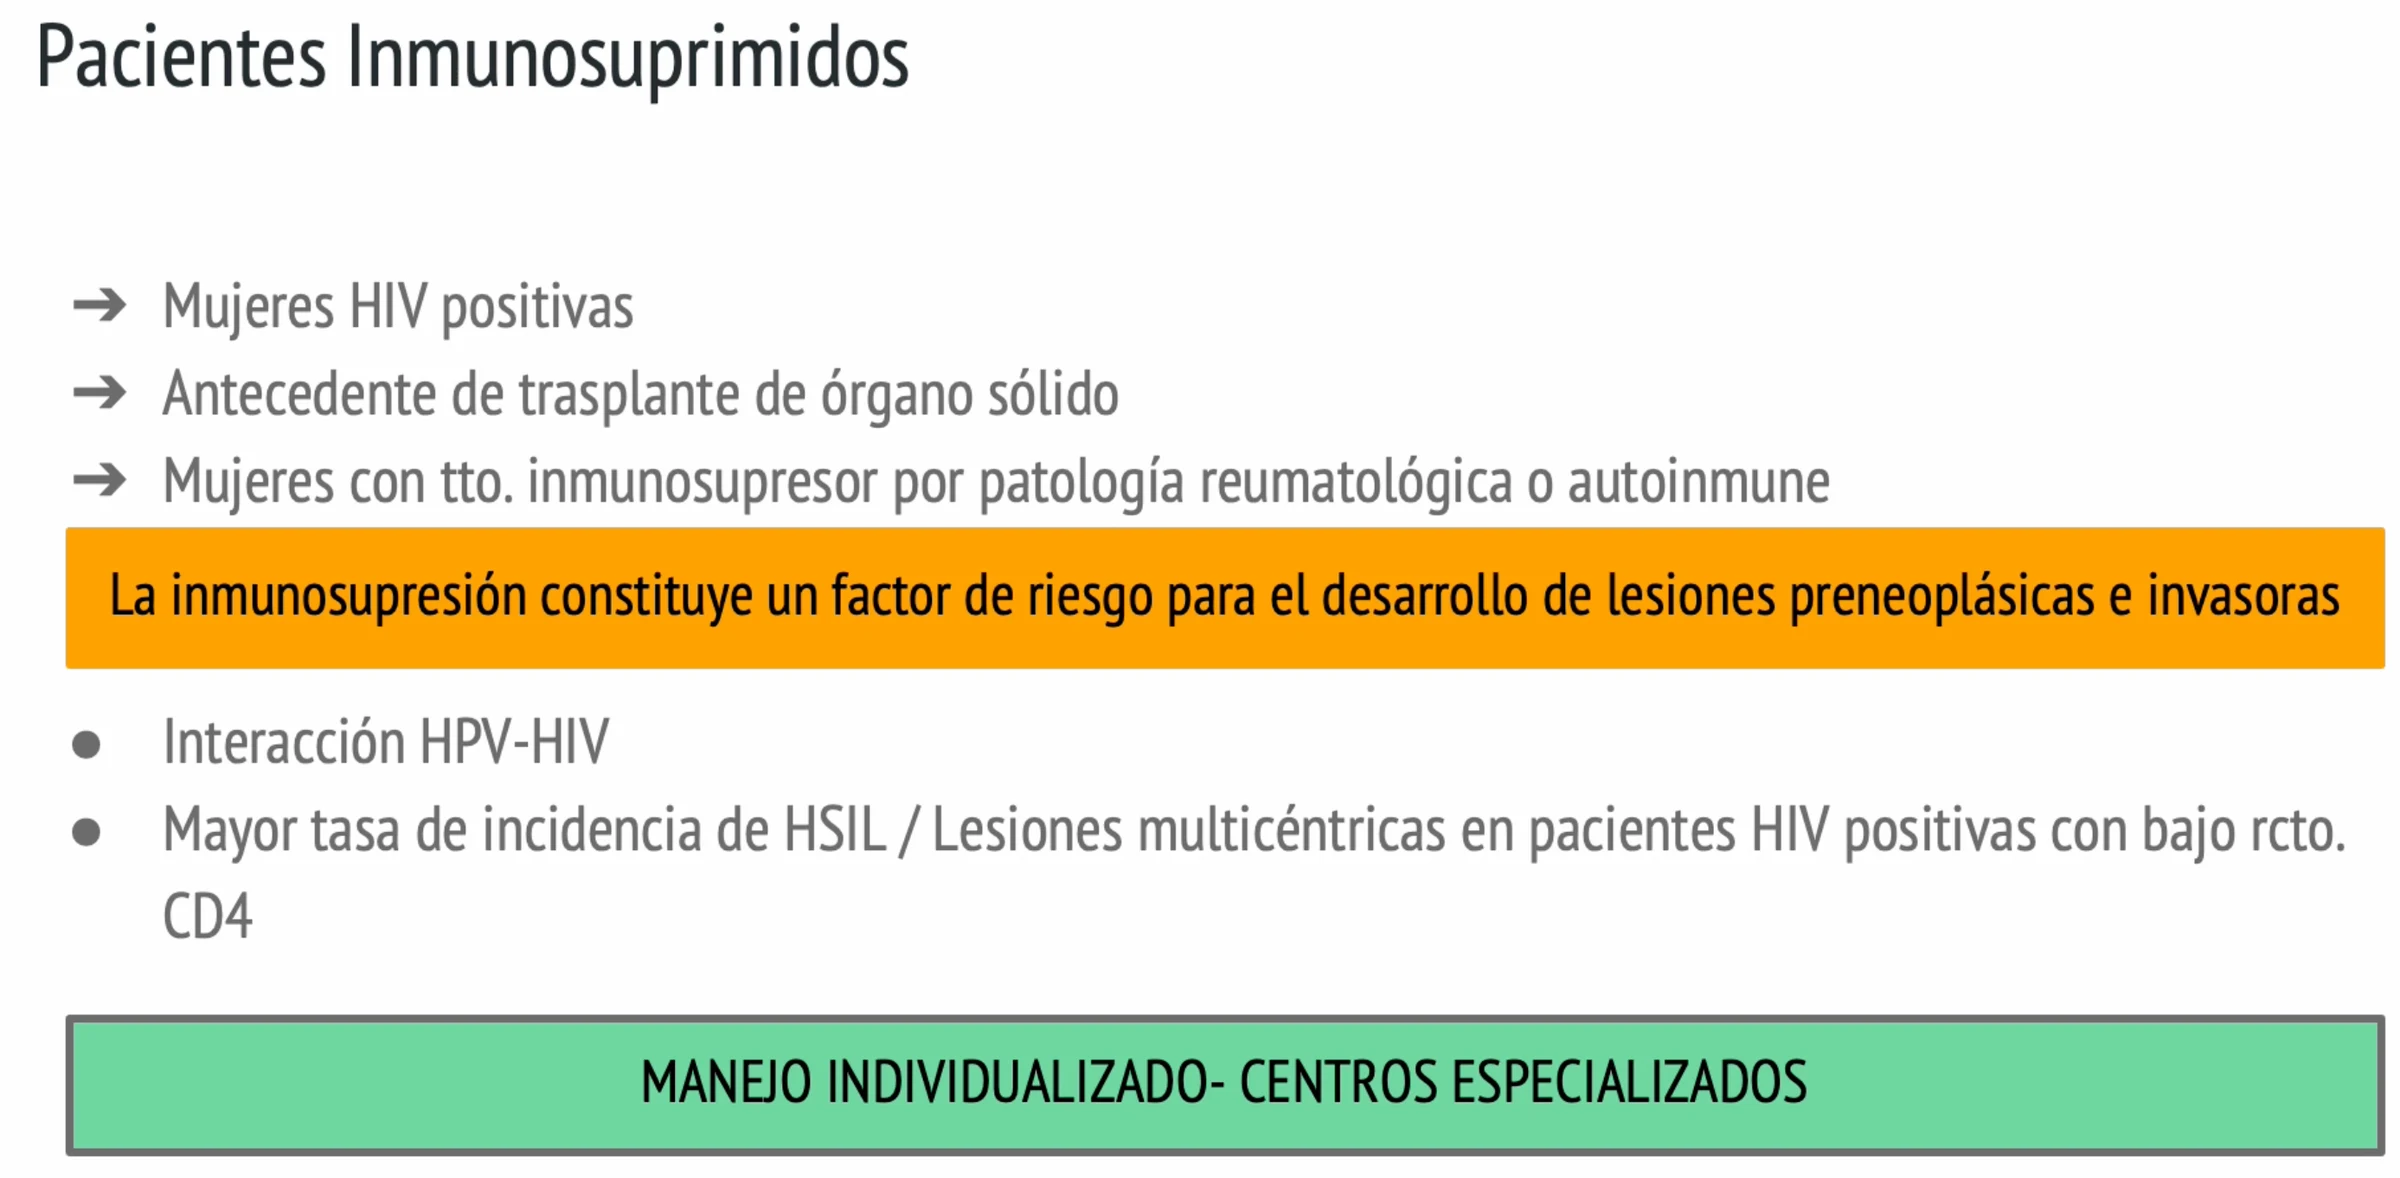 Pacientes Inmunosuprimidos
➔ Mujeres HIV positivas
➔ Antecedente de trasplante de órgano sólido
➔ Mujeres con tto. inmunosupresor por patología reumatológica o autoinmune
La inmunosupresión constituye un factor de riesgo para el desarrollo de lesiones preneoplásicas e invasoras
● Interacción HPV-HIV
● Mayor tasa de incidencia de HSIL / Lesiones multicéntricas en pacientes HIV positivas con bajo rcto.
CD4
MANEJO INDIVIDUALIZADO- CENTROS ESPECIALIZADOS